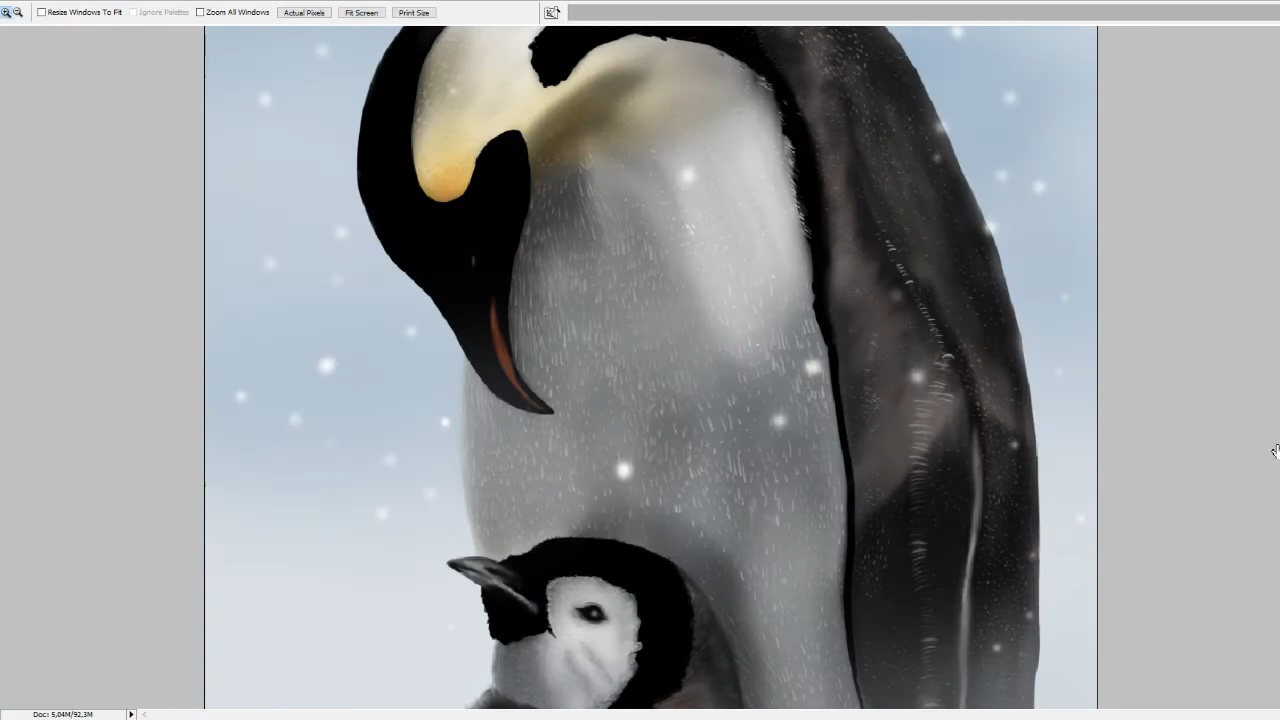 Resize Windows To Fit Ignore Palettes Zoom All Windows Actual Pixels Fit Screen Print Size
Doc: 5,04M/92,3M